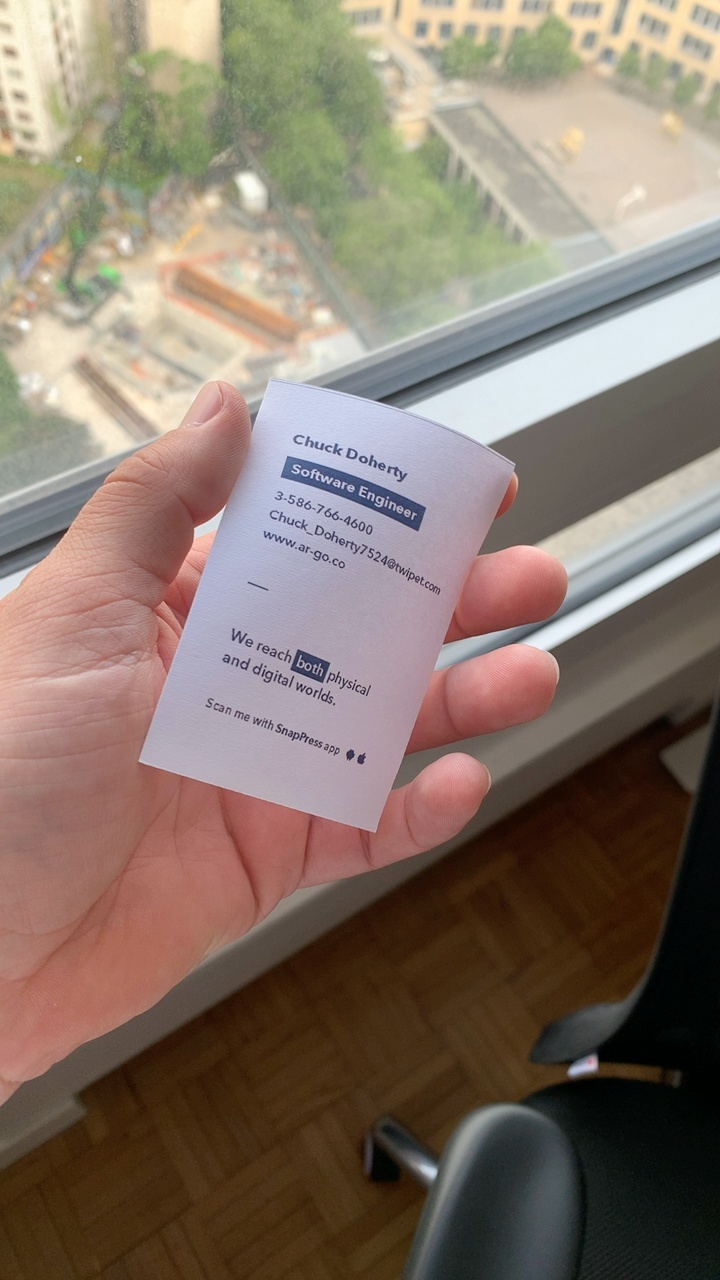 Chuck Doherty
Software Engineer
3-586-766-4600
Chuck_Doherty7524@twipet.com
www.ar-go.co
We reach both physical
and digital worlds.
Scan me with SnapPress app